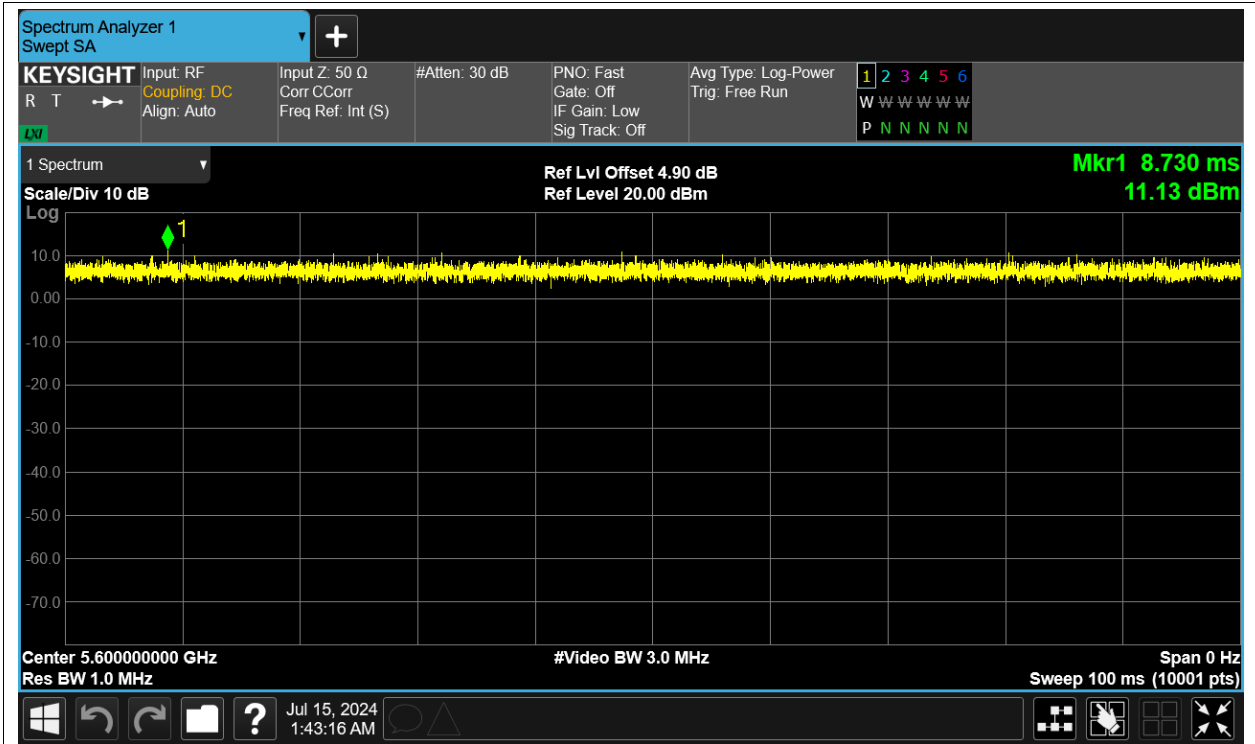 Spectrum Analyzer 1
Swept SA
KEYSIGHT
R T
LXI
Input: RF
Coupling: DC
Align: Auto
Input Z: 50 Ω
Corr CCorr
Freq Ref: Int (S)
#Atten: 30 dB
PNO: Fast
Gate: Off
IF Gain: Low
Sig Track: Off
Avg Type: Log-Power
Trig: Free Run
1 2 3 4 5 6
W W W W W W
P N N N N N
1 Spectrum
Scale/Div 10 dB
Ref Lvl Offset 4.90 dB
Ref Level 20.00 dBm
Mkr1 8.730 ms
11.13 dBm
Log
1
10.0
0.00
-10.0
-20.0
-30.0
-40.0
-50.0
-60.0
-70.0
Center 5.600000000 GHz
Res BW 1.0 MHz
#Video BW 3.0 MHz
Span 0 Hz
Sweep 100 ms (10001 pts)
?
Jul 15, 2024
1:43:16 AM